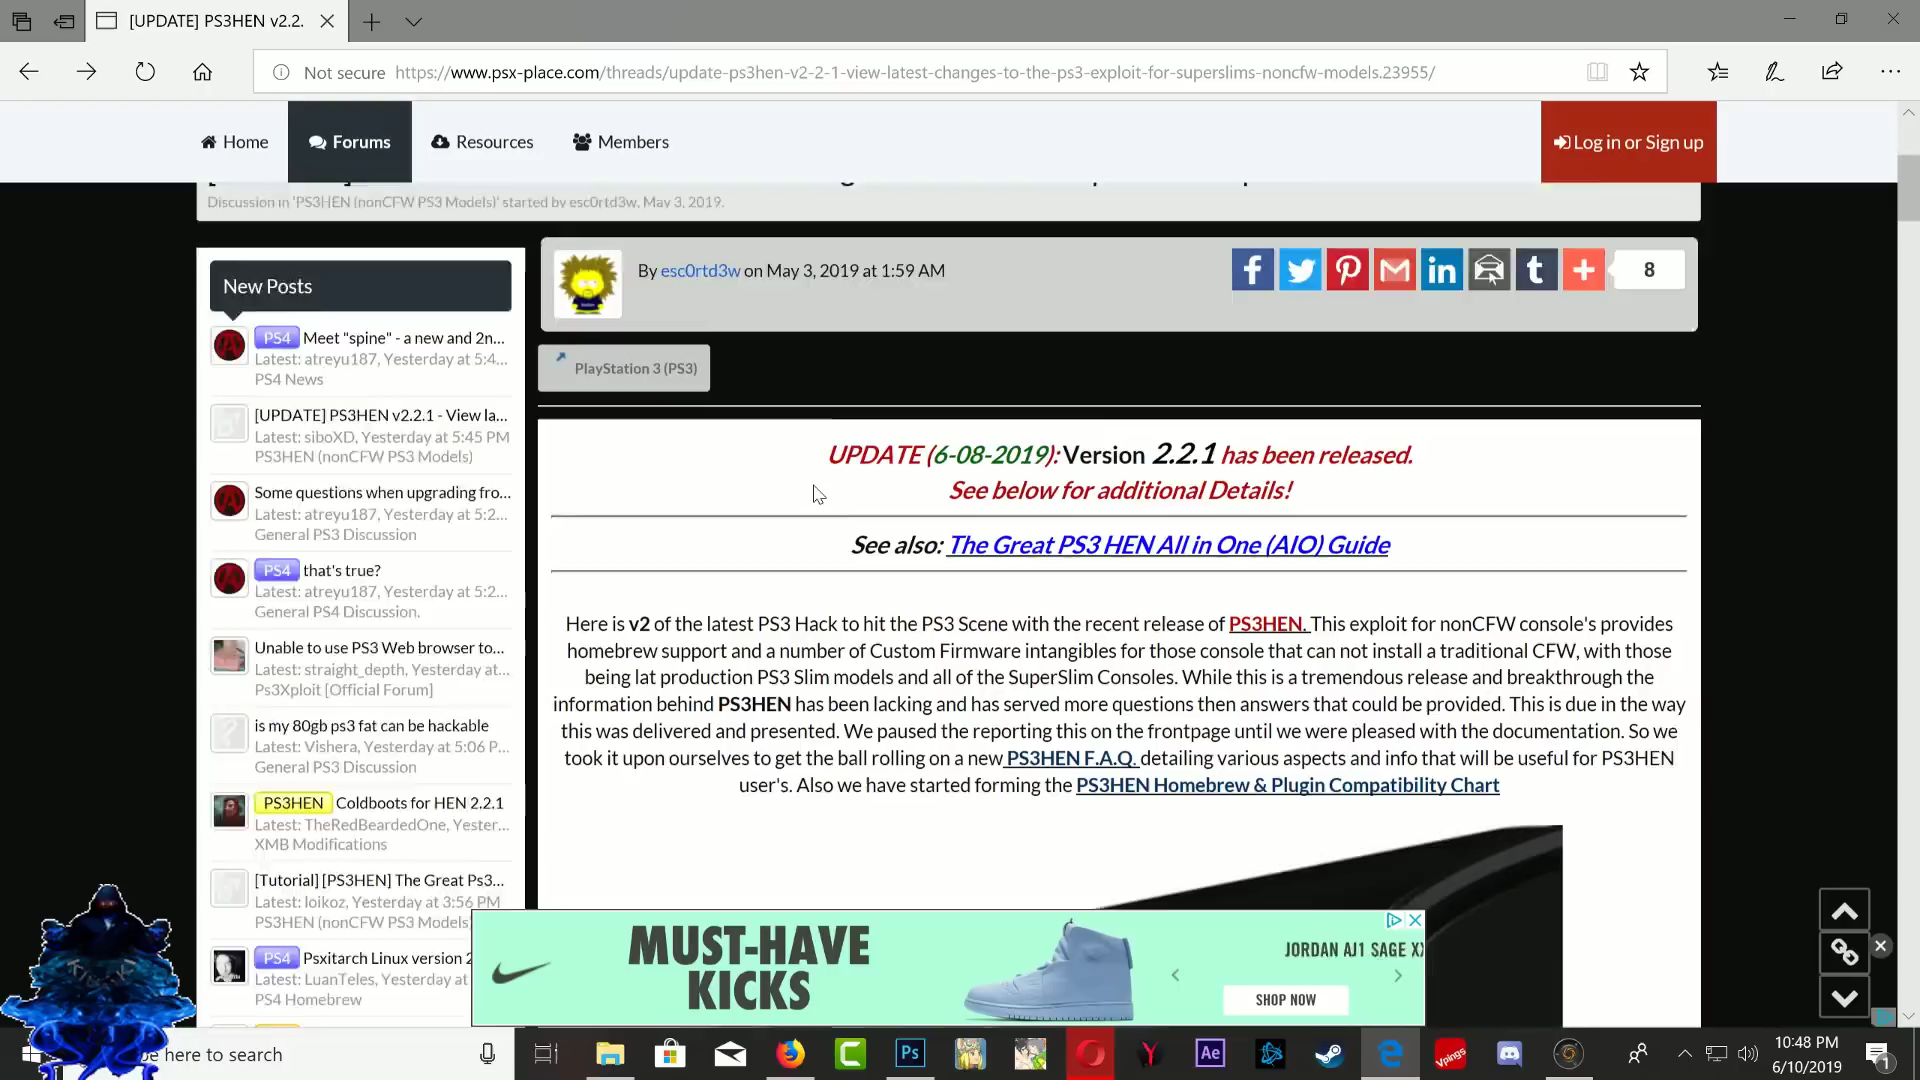 [UPDATE] PS3HEN v2.2.
Not secure https://www.psx-place.com/threads/update-ps3hen-v2-2-1-view-latest-changes-to-the-ps3-exploit-for-superslims-noncfw-models.23955/
Home Forums Resources Members Log in or Sign up
Discussion in 'PS3HEN (nonCFW PS3 Models)' started by esc0rtd3w, May 3, 2019.
New Posts
PS4 Meet "spine" - a new and 2n...
Latest: atreyu187, Yesterday at 5:4...
PS4 News
[UPDATE] PS3HEN v2.2.1 - View la...
Latest: siboXD, Yesterday at 5:45 PM
PS3HEN (nonCFW PS3 Models)
Some questions when upgrading fro...
Latest: atreyu187, Yesterday at 5:2...
General PS3 Discussion
PS4 that's true?
Latest: atreyu187, Yesterday at 5:2...
General PS4 Discussion.
Unable to use PS3 Web browser to...
Latest: straight_depth, Yesterday at...
Ps3Xploit [Official Forum]
is my 80gb ps3 fat can be hackable
Latest: Vishera, Yesterday at 5:06 P...
General PS3 Discussion
PS3HEN Coldboots for HEN 2.2.1
Latest: TheRedBeardedOne, Yester...
XMB Modifications
[Tutorial] [PS3HEN] The Great Ps3...
Latest: loikoz, Yesterday at 3:56 PM
PS3HEN (nonCFW PS3 Models)
PS4 Psxitarch Linux version 2
Latest: LuanTeles, Yesterday at
PS4 Homebrew
By esc0rtd3w on May 3, 2019 at 1:59 AM
8
PlayStation 3 (PS3)
UPDATE (6-08-2019): Version 2.2.1 has been released.
See below for additional Details!
See also: The Great PS3 HEN All in One (AIO) Guide
Here is v2 of the latest PS3 Hack to hit the PS3 Scene with the recent release of PS3HEN. This exploit for nonCFW console's provides
homebrew support and a number of Custom Firmware intangibles for those console that can not install a traditional CFW, with those
being lat production PS3 Slim models and all of the SuperSlim Consoles. While this is a tremendous release and breakthrough the
information behind PS3HEN has been lacking and has served more questions then answers that could be provided. This is due in the way
this was delivered and presented. We paused the reporting this on the frontpage until we were pleased with the documentation. So we
took it upon ourselves to get the ball rolling on a new PS3HEN F.A.Q. detailing various aspects and info that will be useful for PS3HEN
user's. Also we have started forming the PS3HEN Homebrew & Plugin Compatibility Chart
MUST-HAVE
KICKS
JORDAN AJ1 SAGE X
SHOP NOW
here to search
Ps
Ae
Vpings
10:48 PM
6/10/2019
1